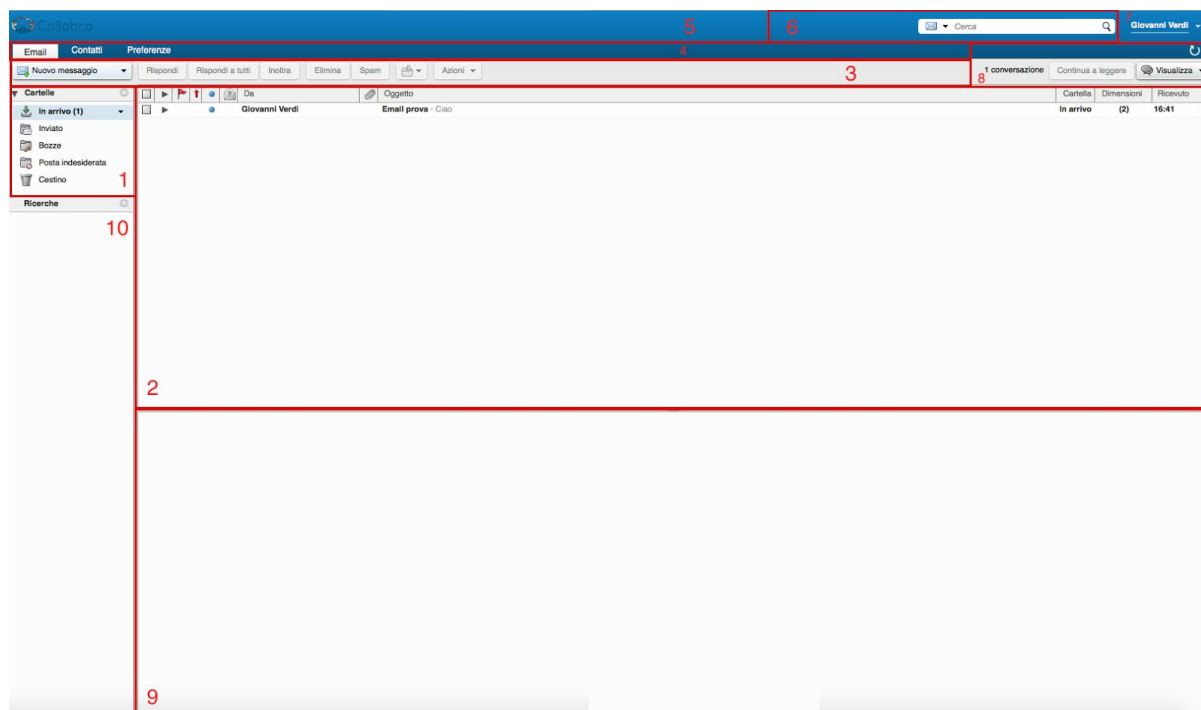 Collabra 5 6 Cerca 7 Giovanni Verdi
Email Contatti Preferenze 4
Nuovo messaggio Rispondi Rispondi a tutti Inoltra Elimina Spam Azioni 3 8 1 conversazione Continua a leggere Visualizza
Cartelle Da Oggetto Cartella Dimensioni Ricevuto
In arrivo (1) Giovanni Verdi Email prova - Ciao In arrivo (2) 16:41
Inviato
Bozze
Posta indesiderata
Cestino 1
Ricerche
10
2
9